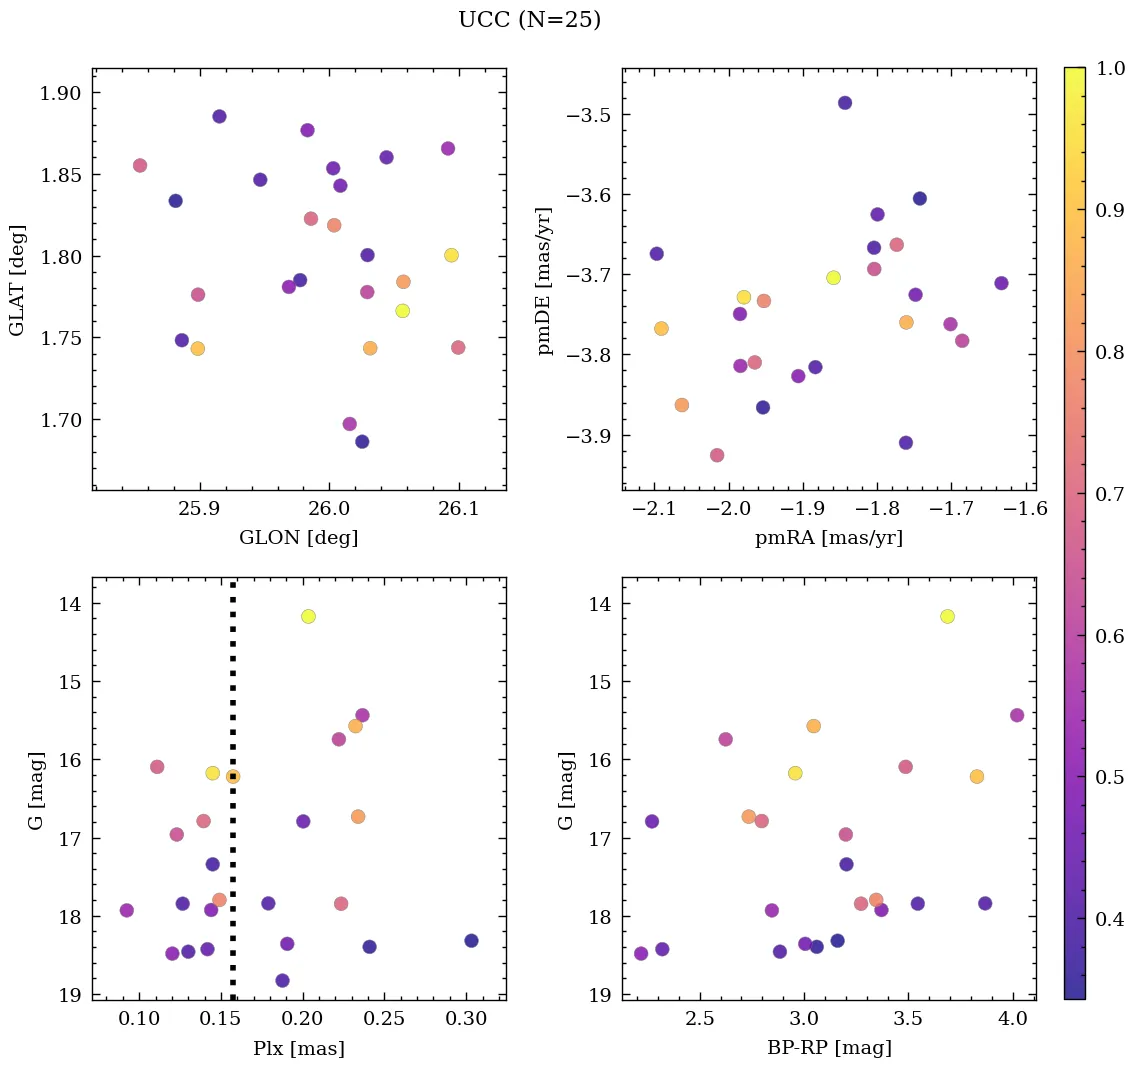 UCC (N=25)
1.90
1.85
1.80
1.75
1.70
GLAT [deg]
25.9 26.0 26.1
GLON [deg]
−3.5
−3.6
−3.7
−3.8
−3.9
pmDE [mas/yr]
−2.1 −2.0 −1.9 −1.8 −1.7 −1.6
pmRA [mas/yr]
14
15
16
17
18
19
G [mag]
0.10 0.15 0.20 0.25 0.30
Plx [mas]
14
15
16
17
18
19
G [mag]
2.5 3.0 3.5 4.0
BP-RP [mag]
1.0
0.9
0.8
0.7
0.6
0.5
0.4